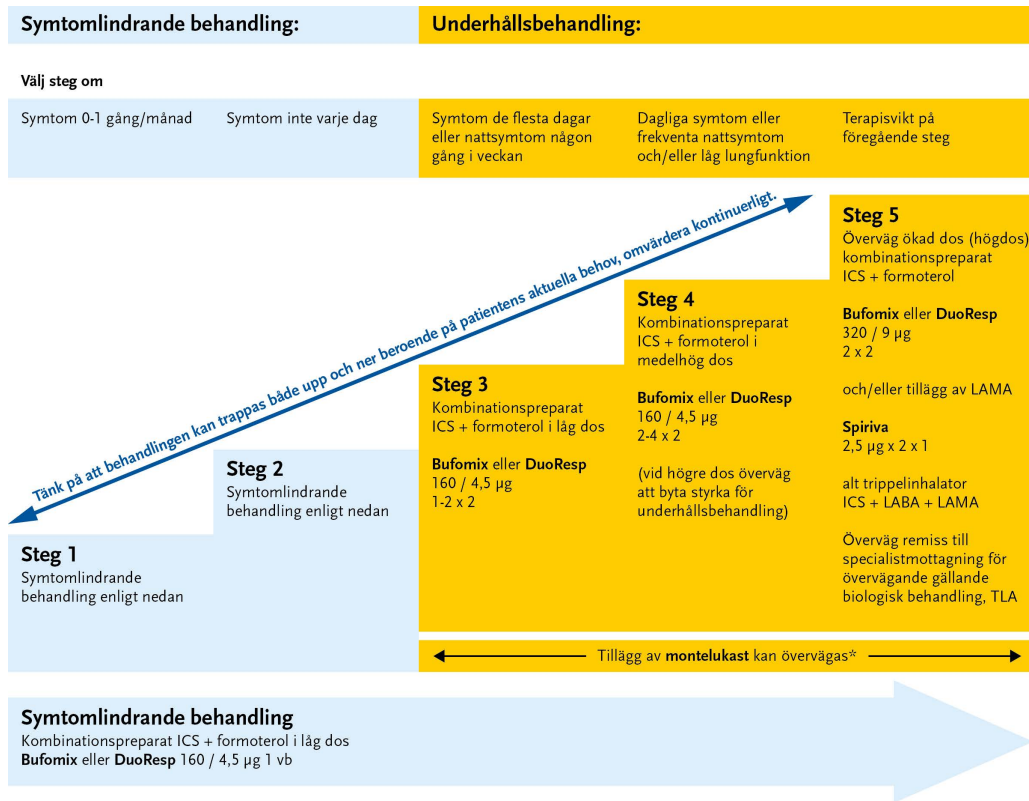 Symtomlindrande behandling:
Underhållsbehandling:
Välj steg om
Symtom 0-1 gång/månad
Symtom inte varje dag
Symtom de flesta dagar
eller nattsymtom någon
gång i veckan
Dagliga symtom eller
frekventa nattsymtom
och/eller låg lungfunktion
Terapisvikt på
föregående steg
Tänk på att behandlingen kan trappas både upp och ner beroende på patientens aktuella behov, omvärdera kontinuerligt.
Steg 1
Symtomlindrande
behandling enligt nedan
Steg 2
Symtomlindrande
behandling enligt nedan
Steg 3
Kombinationspreparat
ICS + formoterol i låg dos
Bufomix eller DuoResp
160 / 4,5 µg
1-2 x 2
Steg 4
Kombinationspreparat
ICS + formoterol i
medelhög dos
Bufomix eller DuoResp
160 / 4,5 µg
2-4 x 2
(vid högre dos överväg
att byta styrka för
underhållsbehandling)
Steg 5
Överväg ökad dos (högdos)
kombinationspreparat
ICS + formoterol
Bufomix eller DuoResp
320 / 9 µg
2 x 2
och/eller tillägg av LAMA
Spiriva
2,5 µg x 2 x 1
alt trippelinhalator
ICS + LABA + LAMA
Överväg remiss till
specialistmottagning för
övervägande gällande
biologisk behandling, TLA
Tillägg av montelukast kan övervägas*
Symtomlindrande behandling
Kombinationspreparat ICS + formoterol i låg dos
Bufomix eller DuoResp 160 / 4,5 µg 1 vb